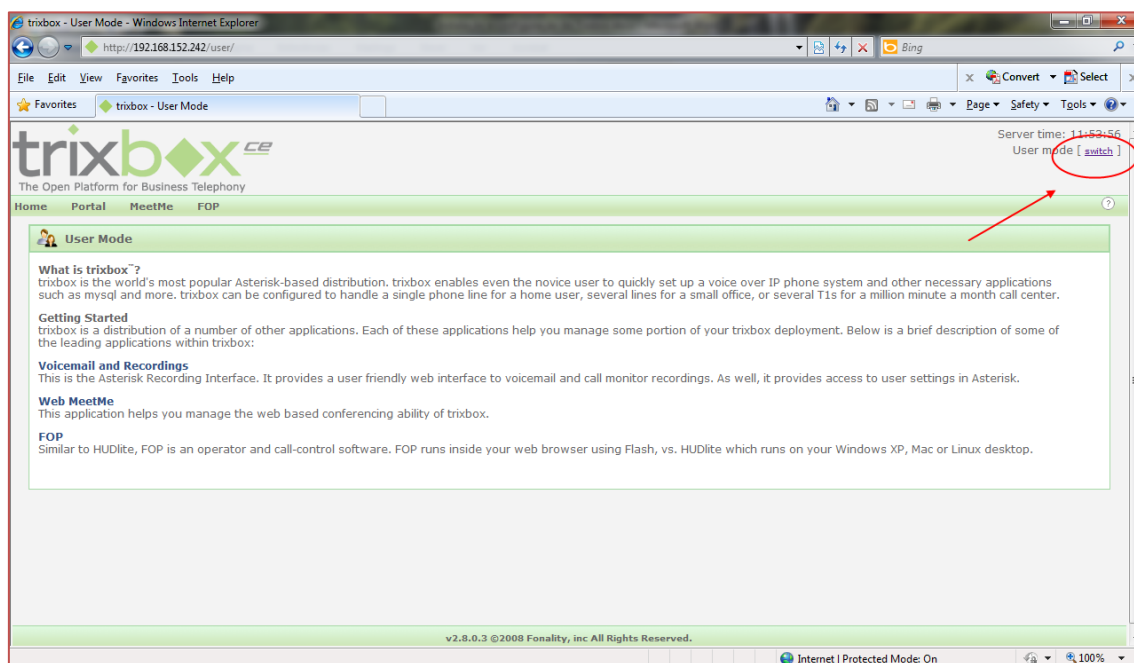 trixbox - User Mode - Windows Internet Explorer
http://192.168.152.242/user/
Bing
File Edit View Favorites Tools Help
Convert Select
Favorites
trixbox - User Mode
Page Safety Tools
trixbox CE
The Open Platform for Business Telephony
Server time: 11:53:56
User mode [ switch ]
Home Portal MeetMe FOP
User Mode
What is trixbox™?
trixbox is the world's most popular Asterisk-based distribution. trixbox enables even the novice user to quickly set up a voice over IP phone system and other necessary applications
such as mysql and more. trixbox can be configured to handle a single phone line for a home user, several lines for a small office, or several T1s for a million minute a month call center.
Getting Started
trixbox is a distribution of a number of other applications. Each of these applications help you manage some portion of your trixbox deployment. Below is a brief description of some of
the leading applications within trixbox:
Voicemail and Recordings
This is the Asterisk Recording Interface. It provides a user friendly web interface to voicemail and call monitor recordings. As well, it provides access to user settings in Asterisk.
Web MeetMe
This application helps you manage the web based conferencing ability of trixbox.
FOP
Similar to HUDlite, FOP is an operator and call-control software. FOP runs inside your web browser using Flash, vs. HUDlite which runs on your Windows XP, Mac or Linux desktop.
v2.8.0.3 ©2008 Fonality, inc All Rights Reserved.
Internet | Protected Mode: On
100%